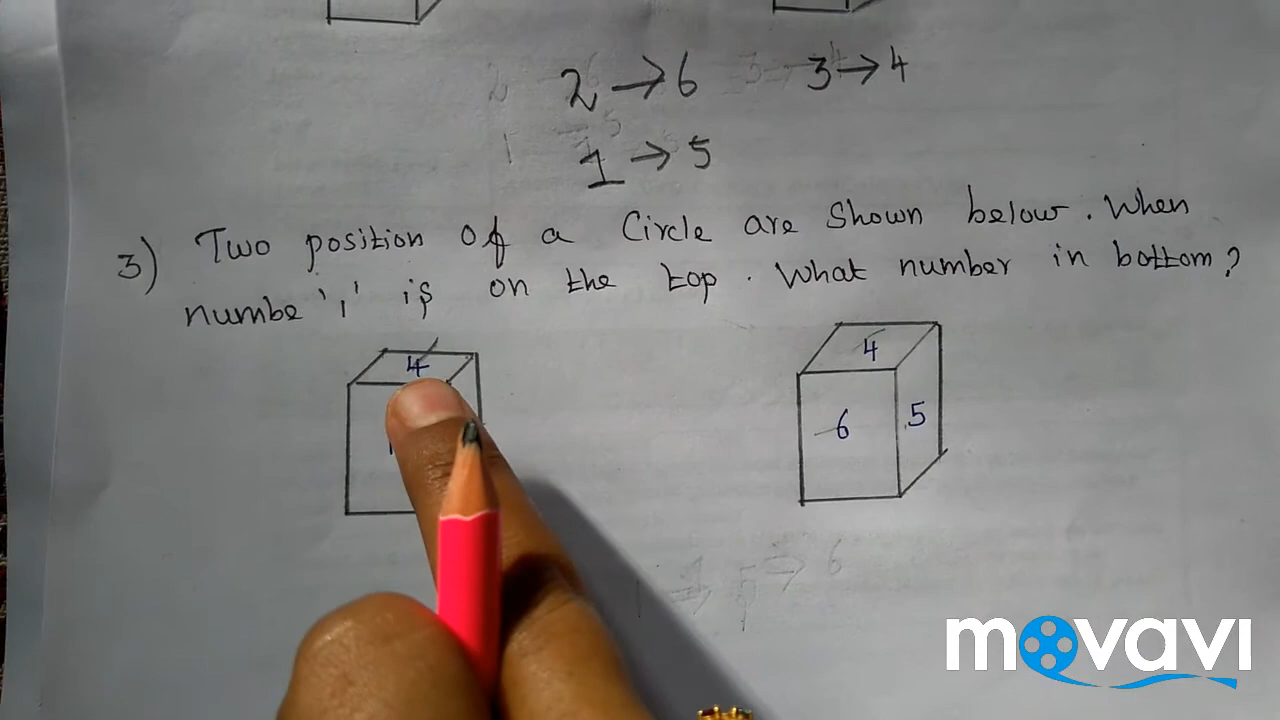 2 → 6 3 → 4
1 → 5
3) Two position of a Circle are Shown below. When
numbe '1' is on the top. What number in bottom?
4
4
6 5
movavi